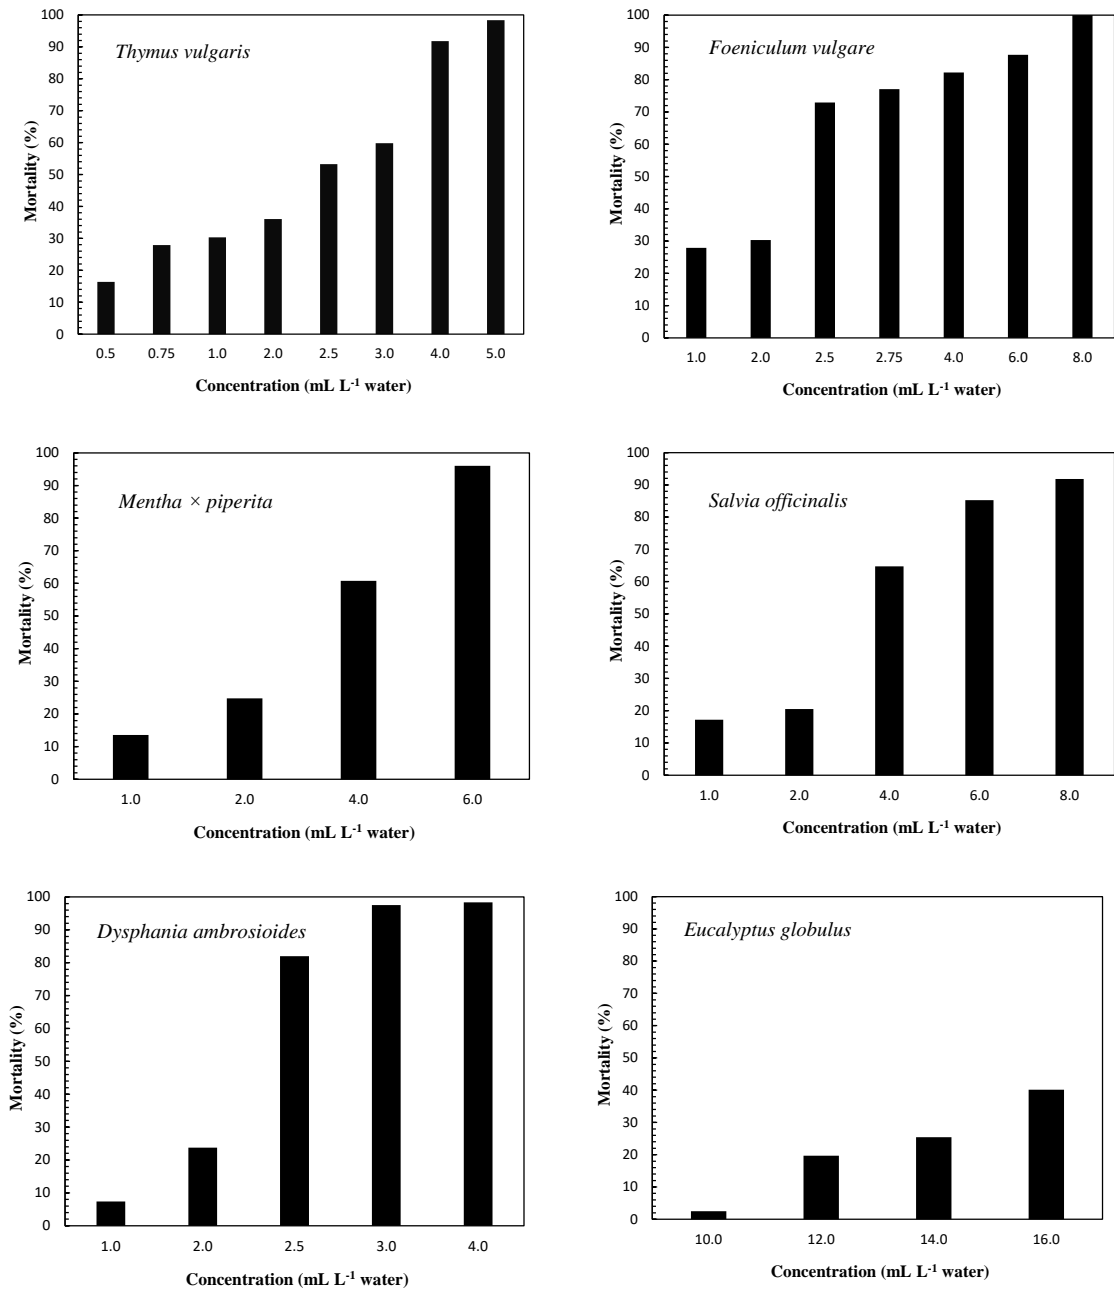 Thymus vulgaris
Mortality (%)
100
90
80
70
60
50
40
30
20
10
0
0.5 0.75 1.0 2.0 2.5 3.0 4.0 5.0
Concentration (mL L-1 water)
Foeniculum vulgare
Mortality (%)
100
90
80
70
60
50
40
30
20
10
0
1.0 2.0 2.5 2.75 4.0 6.0 8.0
Concentration (mL L-1 water)
Mentha × piperita
Mortality (%)
100
90
80
70
60
50
40
30
20
10
0
1.0 2.0 4.0 6.0
Concentration (mL L-1 water)
Salvia officinalis
Mortality (%)
100
90
80
70
60
50
40
30
20
10
0
1.0 2.0 4.0 6.0 8.0
Concentration (mL L-1 water)
Dysphania ambrosioides
Mortality (%)
100
90
80
70
60
50
40
30
20
10
0
1.0 2.0 2.5 3.0 4.0
Concentration (mL L-1 water)
Eucalyptus globulus
Mortality (%)
100
90
80
70
60
50
40
30
20
10
0
10.0 12.0 14.0 16.0
Concentration (mL L-1 water)